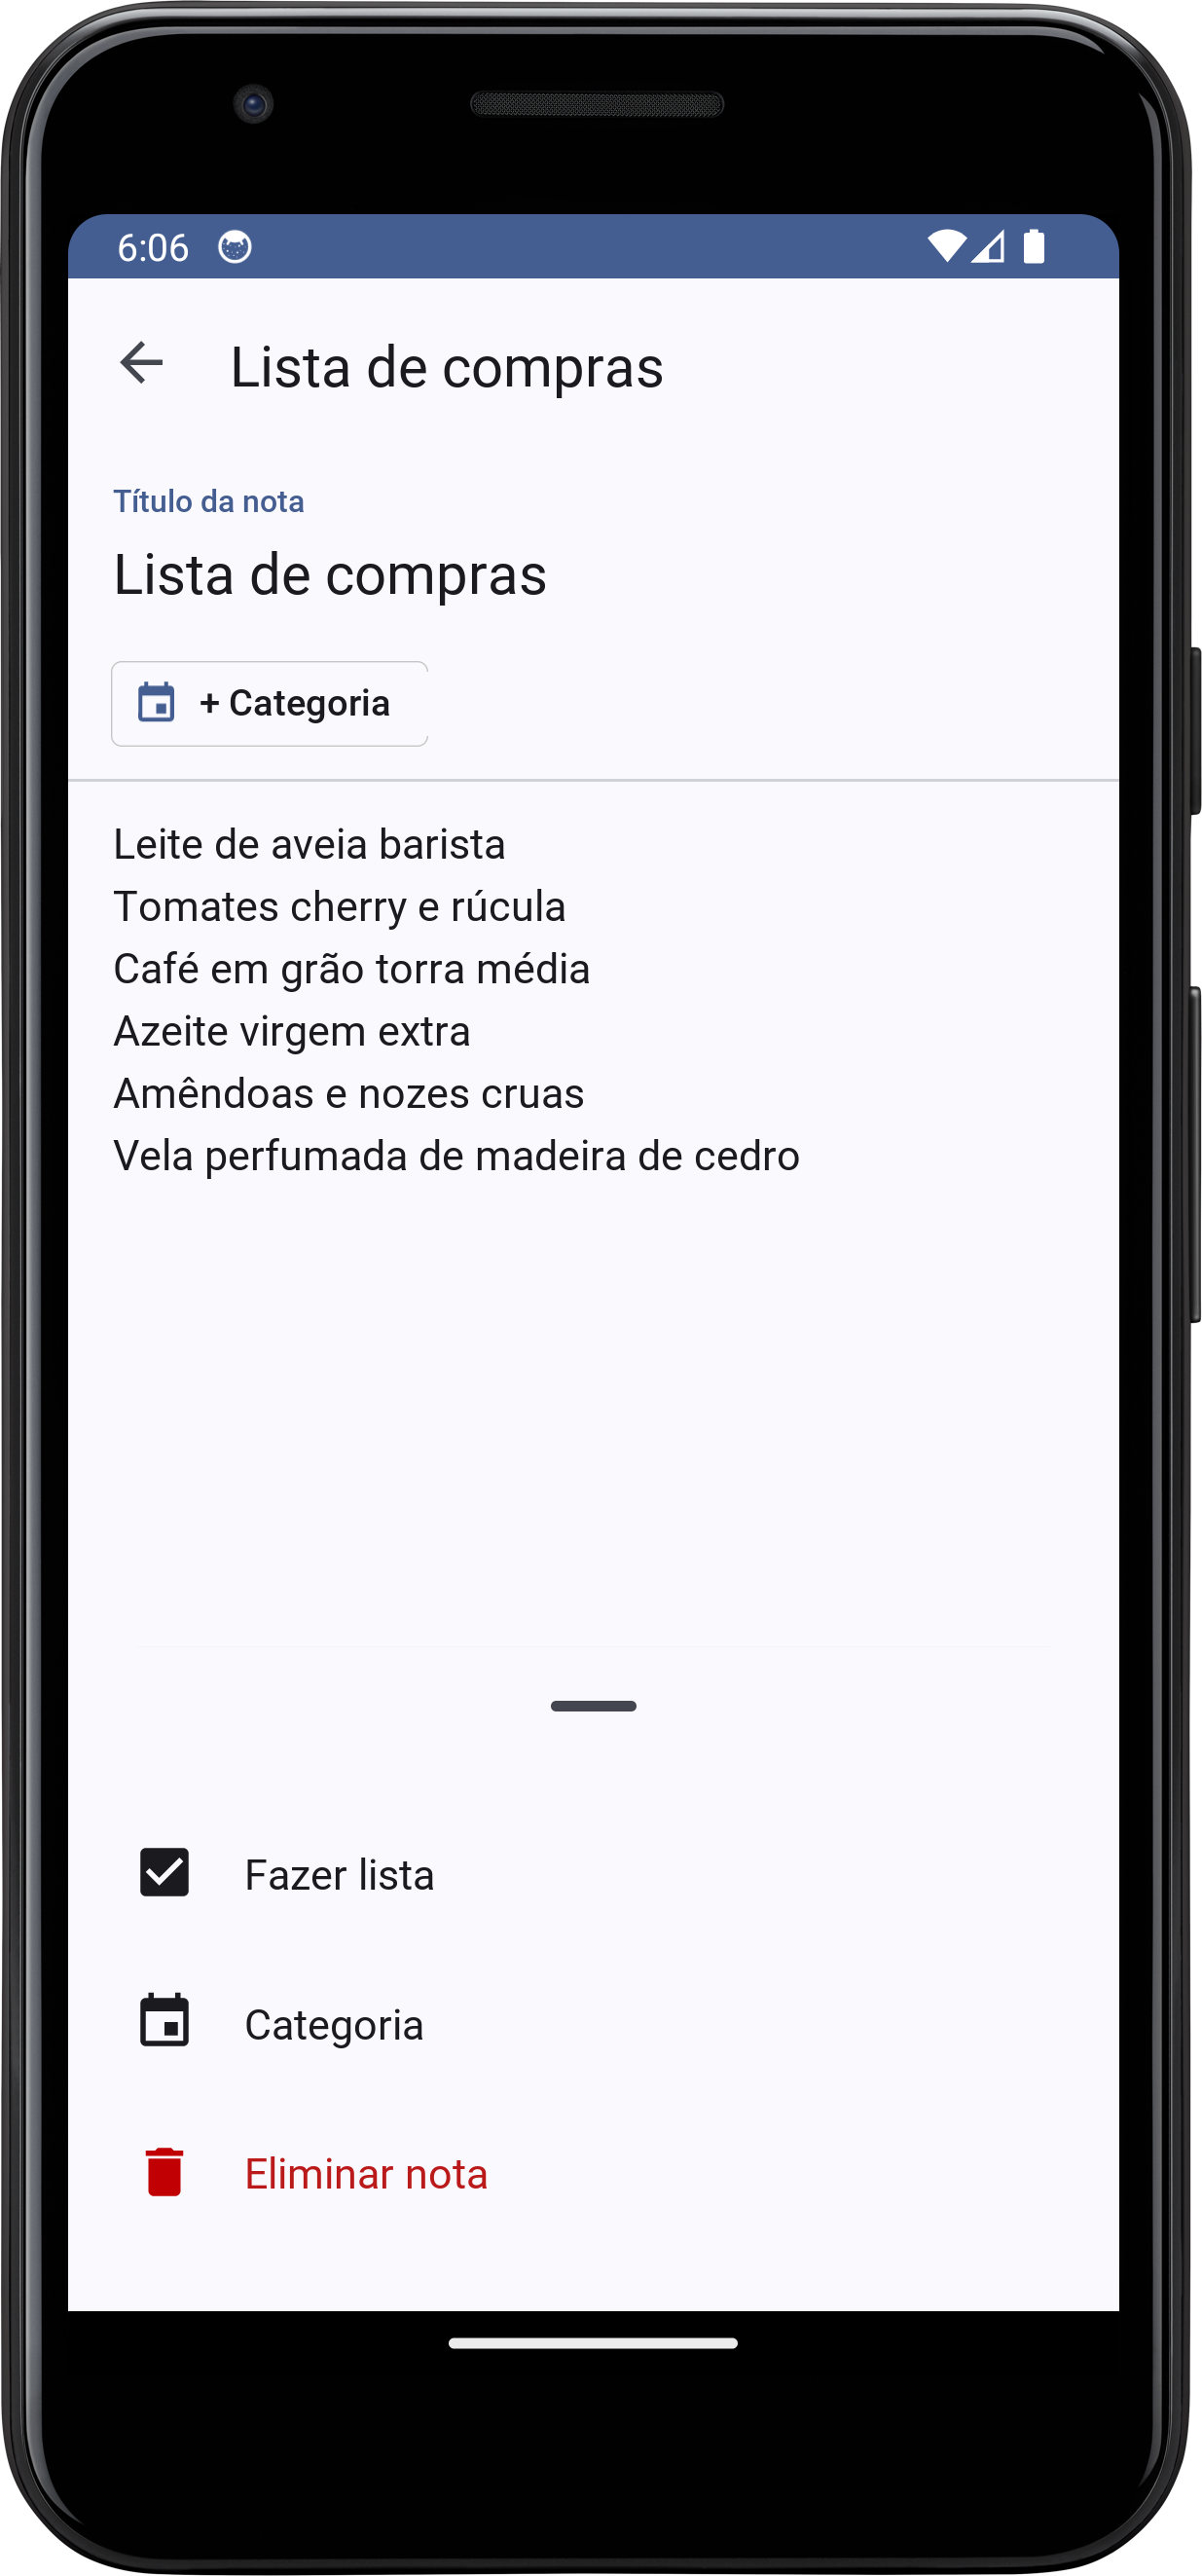 6:06
Lista de compras
Título da nota
Lista de compras
+ Categoria
Leite de aveia barista
Tomates cherry e rúcula
Café em grão torra média
Azeite virgem extra
Amêndoas e nozes cruas
Vela perfumada de madeira de cedro
Fazer lista
Categoria
Eliminar nota